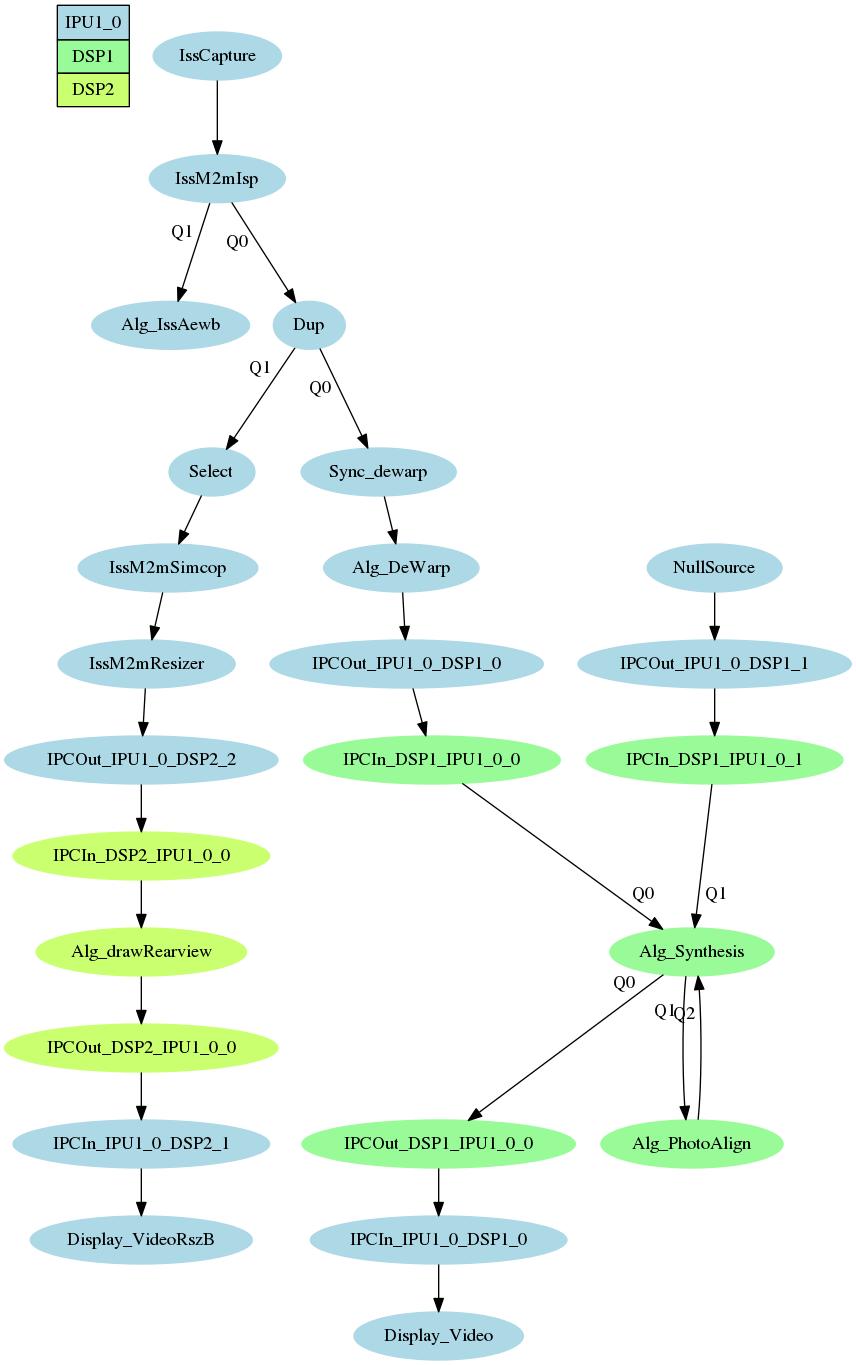 IPU1_0
DSP1
DSP2
IssCapture
IssM2mIsp
Q1
Q0
Alg_IssAewb
Dup
Q1
Q0
Select
Sync_dewarp
IssM2mSimcop
Alg_DeWarp
NullSource
IssM2mResizer
IPCOut_IPU1_0_DSP1_0
IPCOut_IPU1_0_DSP1_1
IPCOut_IPU1_0_DSP2_2
IPCIn_DSP1_IPU1_0_0
IPCIn_DSP1_IPU1_0_1
IPCIn_DSP2_IPU1_0_0
Q0
Q1
Alg_drawRearview
Alg_Synthesis
Q0
Q1
Q2
IPCOut_DSP2_IPU1_0_0
IPCIn_IPU1_0_DSP2_1
IPCOut_DSP1_IPU1_0_0
Alg_PhotoAlign
Display_VideoRszB
IPCIn_IPU1_0_DSP1_0
Display_Video